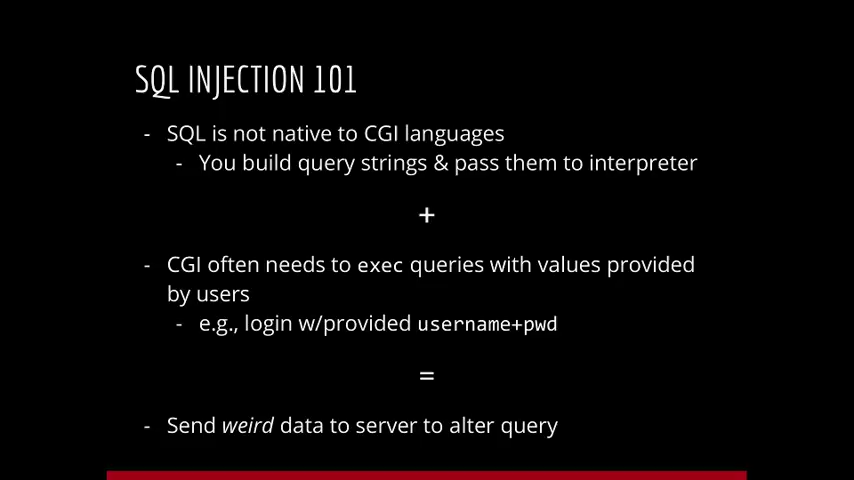 SQL INJECTION 101
- SQL is not native to CGI languages
- You build query strings & pass them to interpreter
+
- CGI often needs to exec queries with values provided
by users
- e.g., login w/provided username+pwd
=
- Send weird data to server to alter query